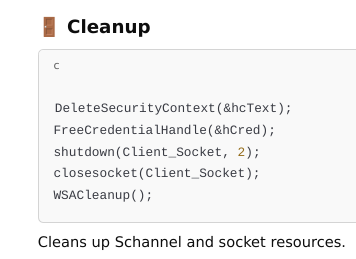 🚪 Cleanup
c
DeleteSecurityContext(&hcText);
FreeCredentialHandle(&hCred);
shutdown(Client_Socket, 2);
closesocket(Client_Socket);
WSACleanup();
Cleans up Schannel and socket resources.